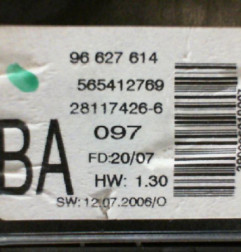 96 627 614
565412769
28117426-6
097
BA
FD:20/07
HW: 1.30
SW: 12.07.2006/O